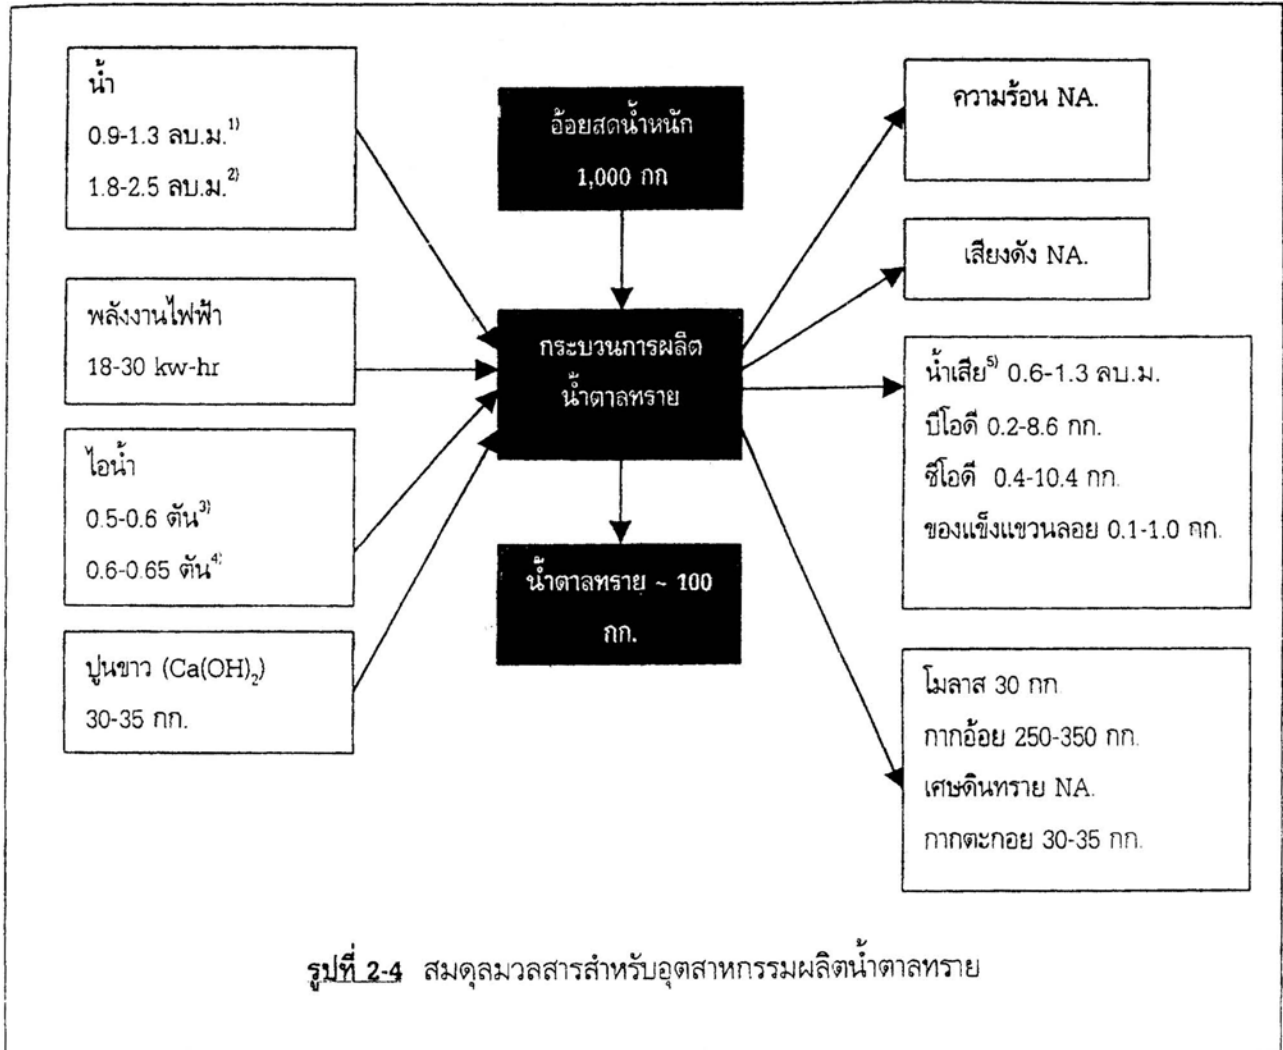 น้ำ
0.9-1.3 ลบ.ม.1)
1.8-2.5 ลบ.ม.2)
พลังงานไฟฟ้า
18-30 kw-hr
ไอน้ำ
0.5-0.6 ตัน3)
0.6-0.65 ตัน4)
ปูนขาว (Ca(OH)2)
30-35 กก.
อ้อยสดน้ำหนัก
1,000 กก
กระบวนการผลิต
น้ำตาลทราย
น้ำตาลทราย ~ 100
กก.
ความร้อน NA.
เสียงดัง NA.
น้ำเสีย5) 0.6-1.3 ลบ.ม.
บีโอดี 0.2-8.6 กก.
ซีโอดี 0.4-10.4 กก.
ของแข็งแขวนลอย 0.1-1.0 กก.
โมลาส 30 กก
กากอ้อย 250-350 กก.
เศษดินทราย NA.
กากตะกอย 30-35 กก.
รูปที่ 2-4 สมดุลมวลสารสำหรับอุตสาหกรรมผลิตน้ำตาลทราย